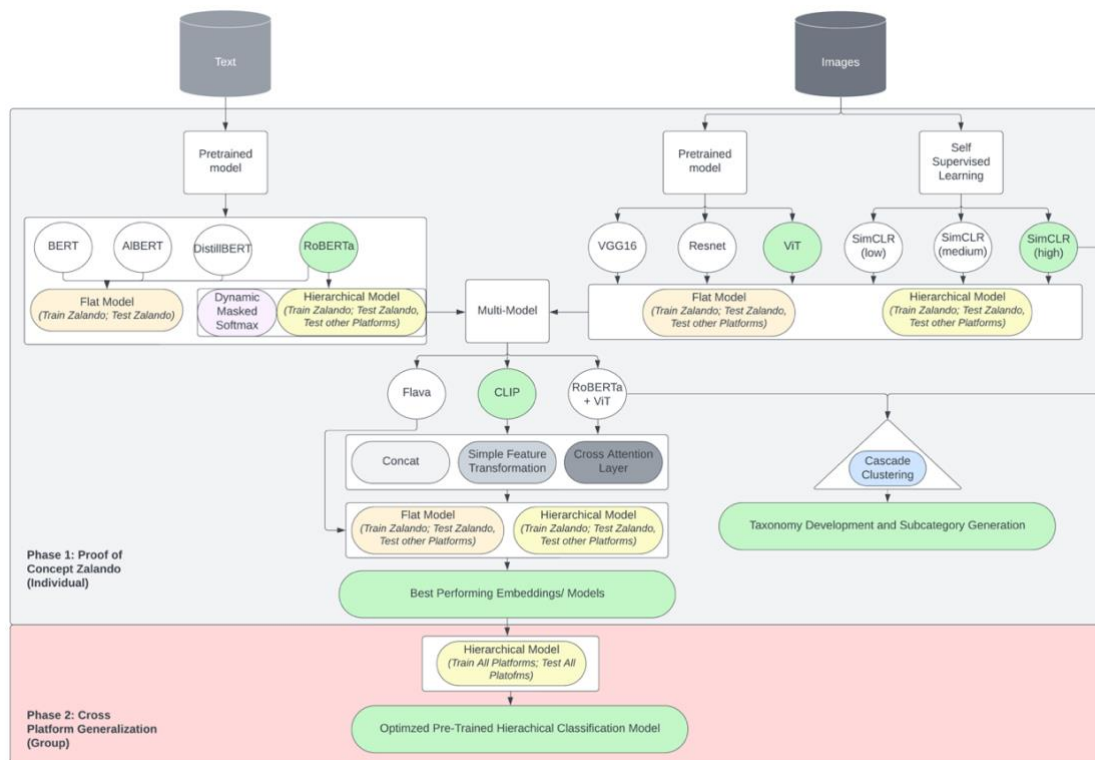 Text
Images
Pretrained
model
Pretrained
model
Self
Supervised
Learning
BERT
AlBERT
DistillBERT
RoBERTa
VGG16
Resnet
ViT
SimCLR
(low)
SimCLR
(medium)
SimCLR
(high)
Flat Model
(Train Zalando; Test Zalando)
Dynamic
Masked
Softmax
Hierarchical Model
(Train Zalando; Test Zalando,
Test other Platforms)
Multi-Model
Flat Model
(Train Zalando; Test Zalando,
Test other Platforms)
Hierarchical Model
(Train Zalando; Test Zalando,
Test other Platforms)
Flava
CLIP
RoBERTa
+ ViT
Concat
Simple Feature
Transformation
Cross Attention
Layer
Cascade
Clustering
Flat Model
(Train Zalando; Test Zalando,
Test other Platforms)
Hierarchical Model
(Train Zalando; Test Zalando,
Test other Platforms)
Taxonomy Development and Subcategory Generation
Phase 1: Proof of
Concept Zalando
(Individual)
Best Performing Embeddings/ Models
Hierarchical Model
(Train All Platforms; Test All
Platofms)
Phase 2: Cross
Platform Generalization
(Group)
Optimzed Pre-Trained Hierachical Classification Model